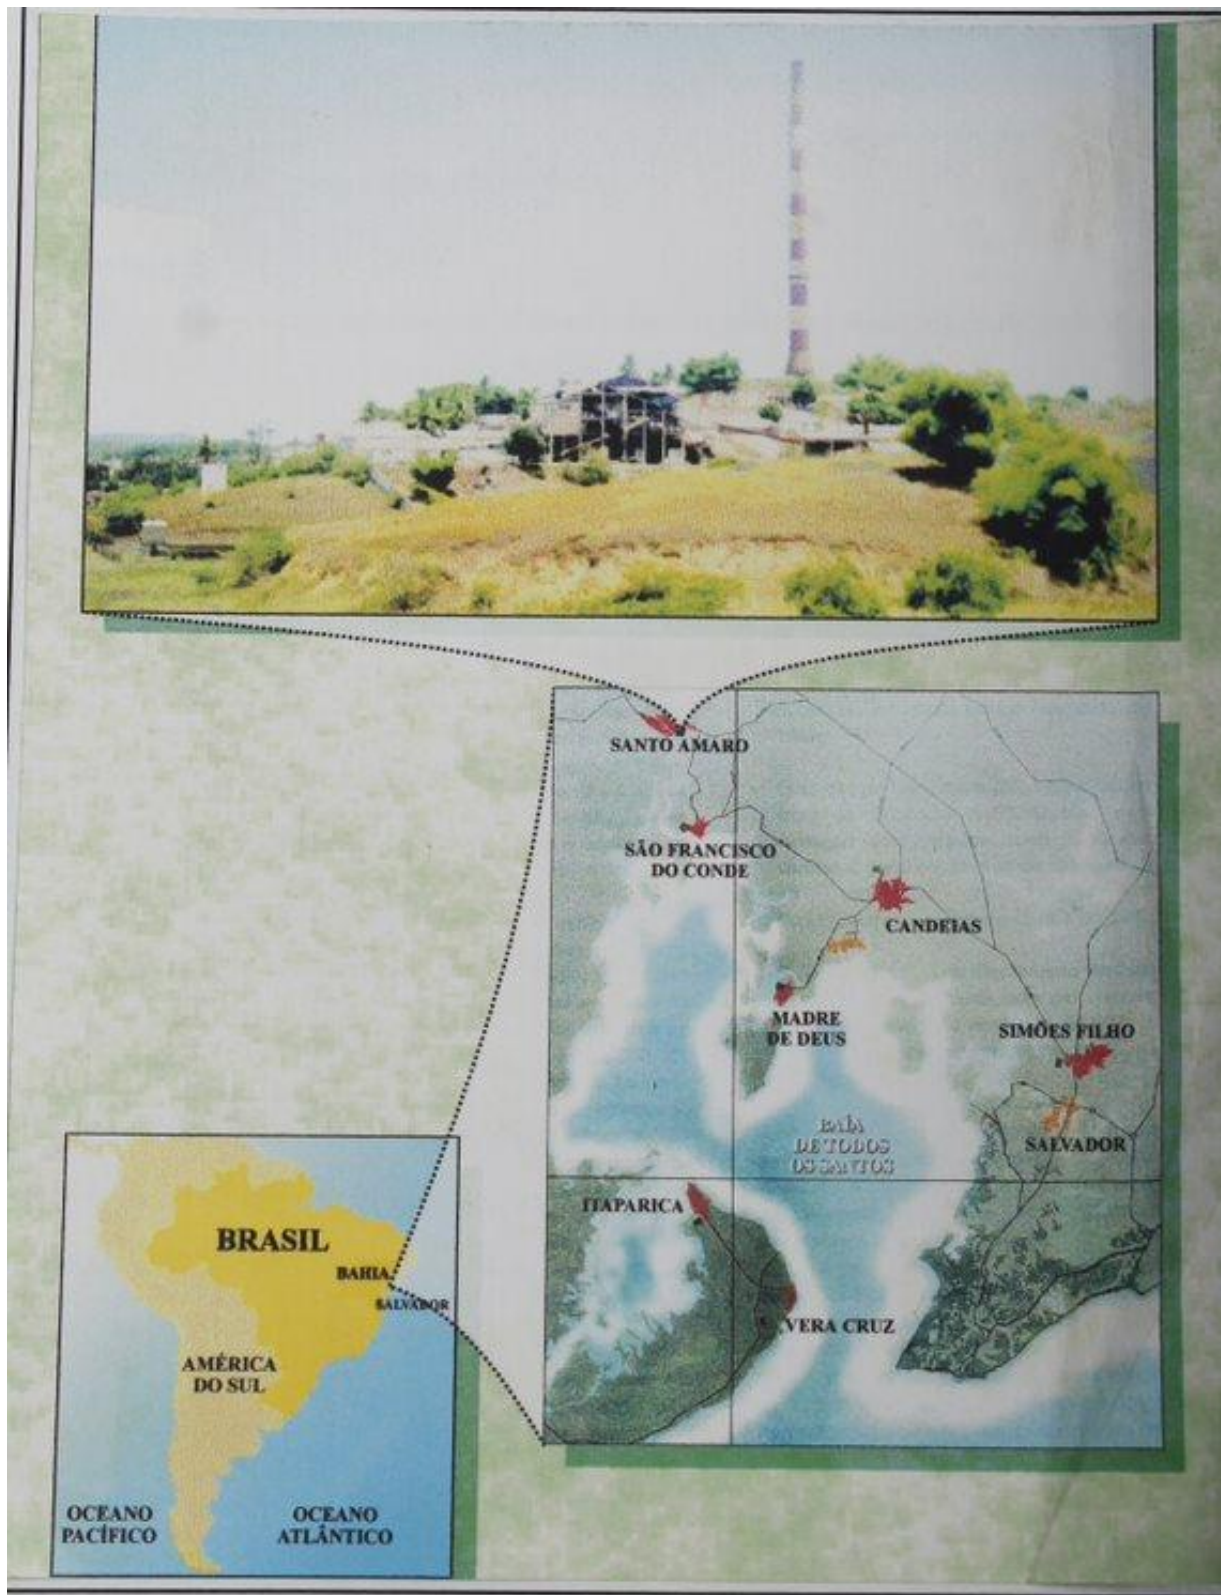 SANTO AMARO
SÃO FRANCISCO
DO CONDE
CANDEIAS
MADRE
DE DEUS
SIMÕES FILHO
BAÍA
DE TODOS
OS SANTOS
SALVADOR
ITAPARICA
VERA CRUZ
BRASIL
BAHIA
SALVADOR
AMÉRICA
DO SUL
OCEANO
PACÍFICO
OCEANO
ATLÂNTICO